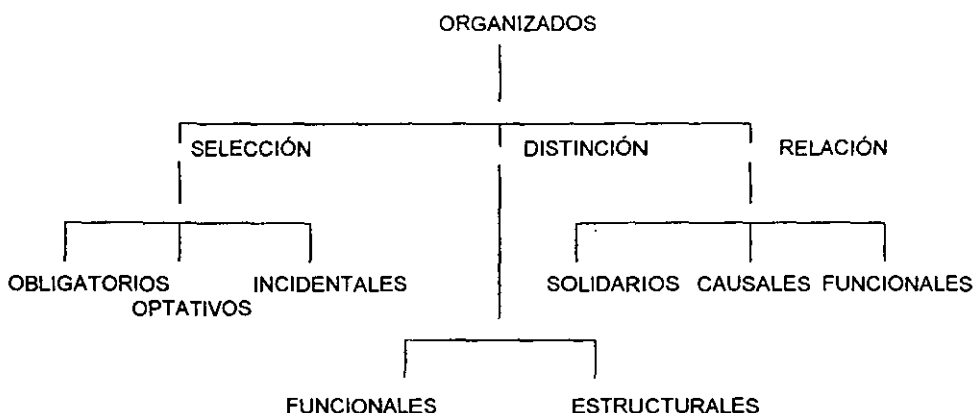 ORGANIZADOS
SELECCIÓN DISTINCIÓN RELACIÓN
OBLIGATORIOS INCIDENTALES SOLIDARIOS CAUSALES FUNCIONALES
OPTATIVOS
FUNCIONALES ESTRUCTURALES